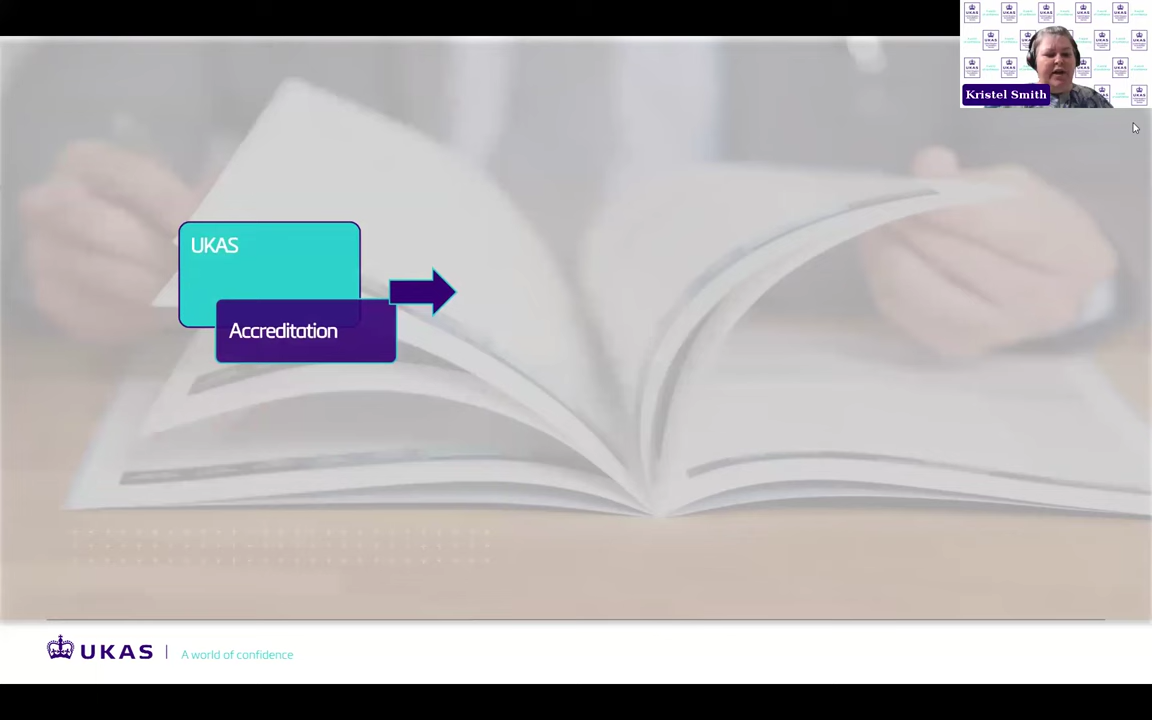 Kristel Smith
UKAS
Accreditation
UKAS | A world of confidence